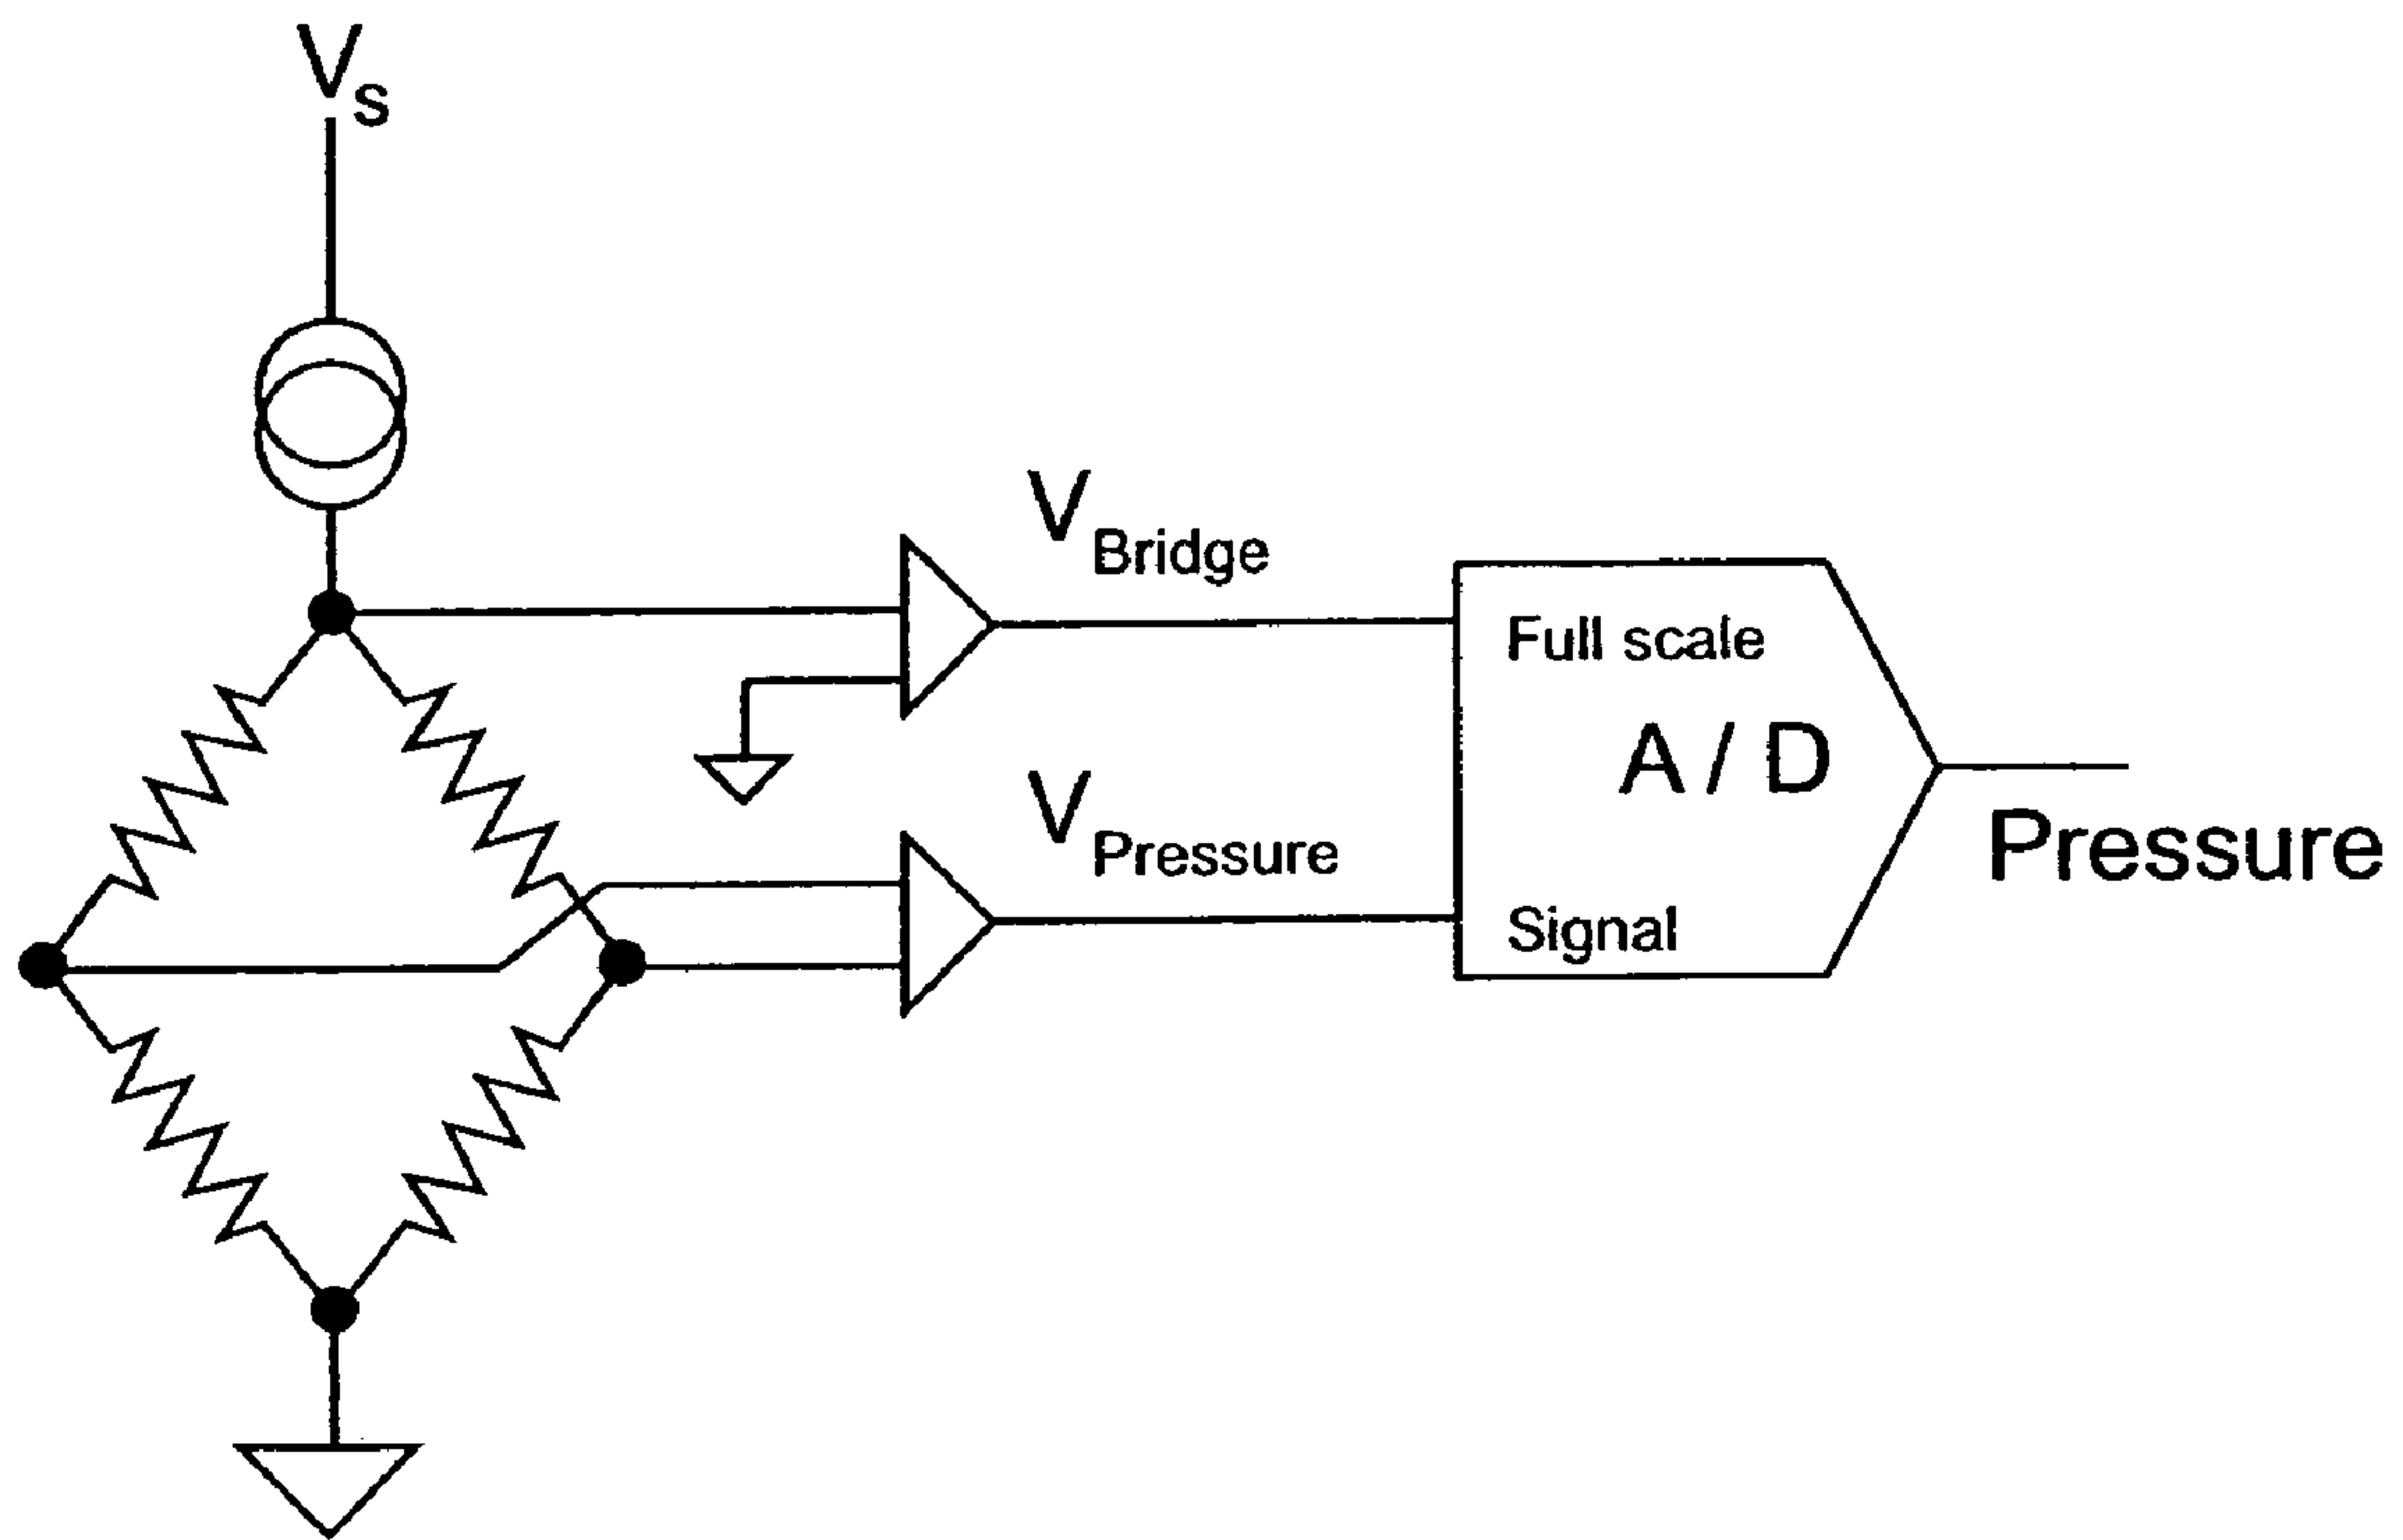 VS
VBridge
Full scale
A / D
VPressure
Pressure
Signal